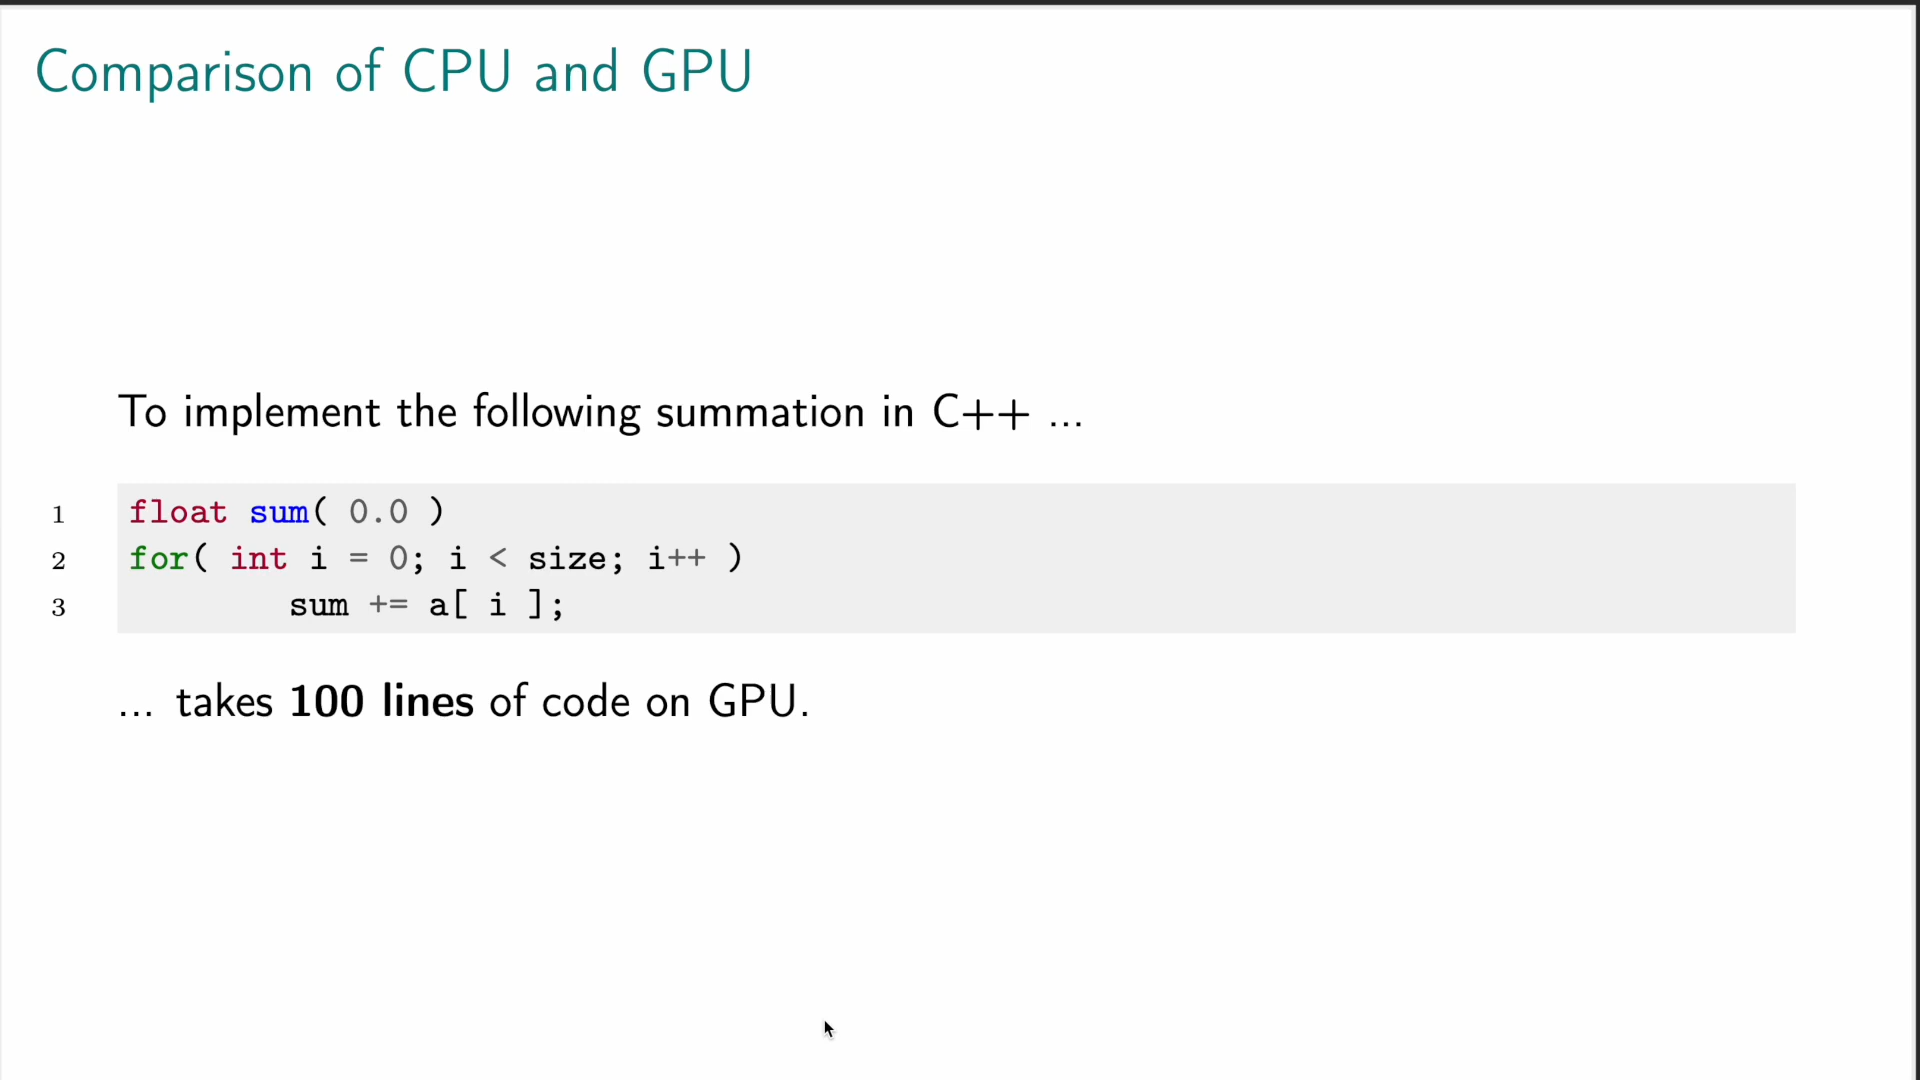 Comparison of CPU and GPU
To implement the following summation in C++ ...
1 float sum( 0.0 )
2 for( int i = 0; i < size; i++ )
3 sum += a[ i ];
... takes 100 lines of code on GPU.